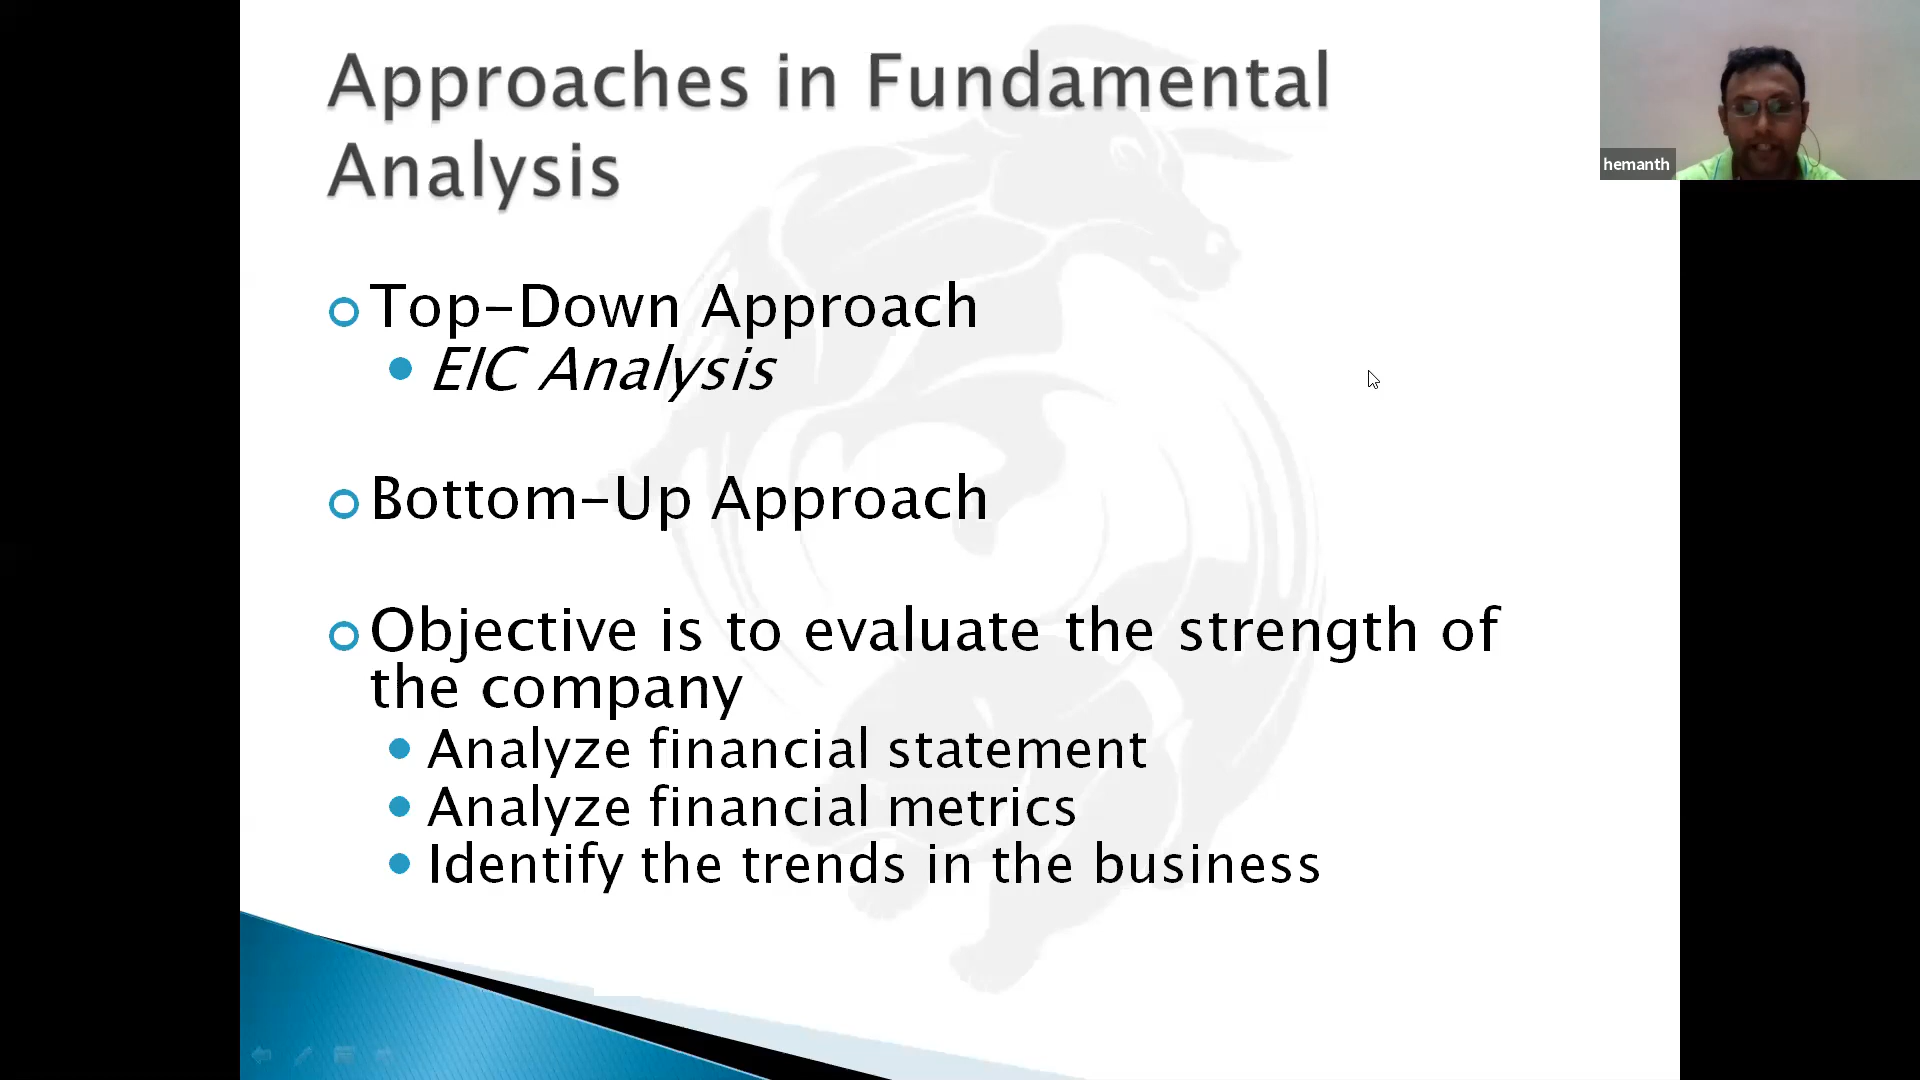 Approaches in Fundamental
Analysis
Top-Down Approach
EIC Analysis
Bottom-Up Approach
Objective is to evaluate the strength of
the company
Analyze financial statement
Analyze financial metrics
Identify the trends in the business
hemanth